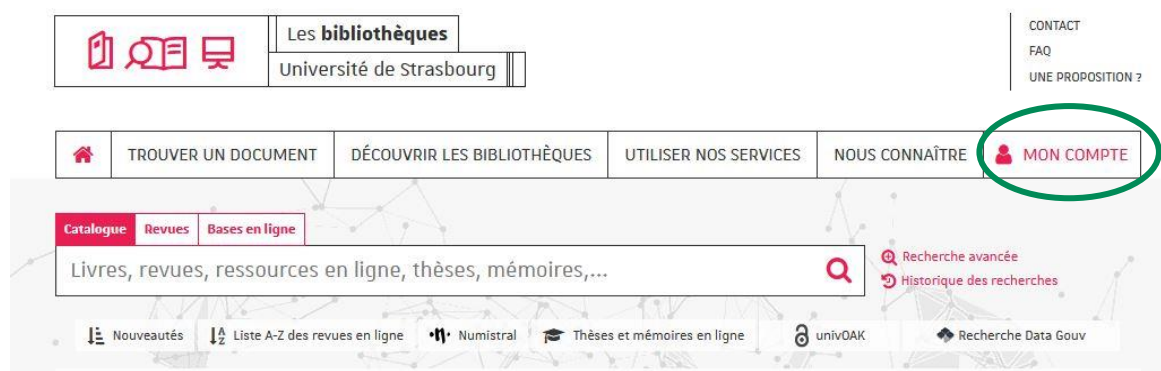 Les bibliothèques
Université de Strasbourg
CONTACT
FAQ
UNE PROPOSITION ?
TROUVER UN DOCUMENT
DÉCOUVRIR LES BIBLIOTHÈQUES
UTILISER NOS SERVICES
NOUS CONNAÎTRE
MON COMPTE
Catalogue
Revues
Bases en ligne
Livres, revues, ressources en ligne, thèses, mémoires,...
Recherche avancée
Historique des recherches
Nouveautés
Liste A-Z des revues en ligne
Numistral
Thèses et mémoires en ligne
univOAK
Recherche Data Gouv